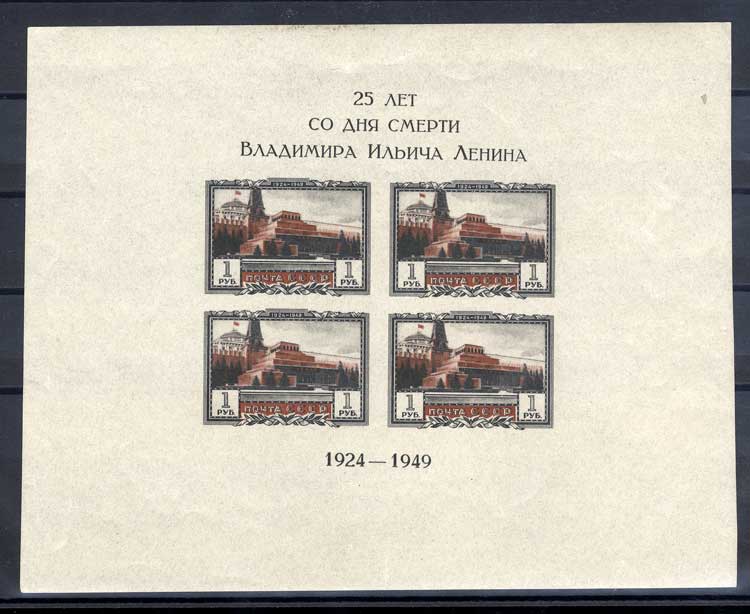 25 ЛЕТ
СО ДНЯ СМЕРТИ
ВЛАДИМИРА ИЛЬИЧА ЛЕНИНА
1924–1949
1 РУБ. ПОЧТА СССР 1 РУБ.
1924–1949
1 РУБ. ПОЧТА СССР 1 РУБ.
1924–1949
1 РУБ. ПОЧТА СССР 1 РУБ.
1924–1949
1 РУБ. ПОЧТА СССР 1 РУБ.
1924—1949